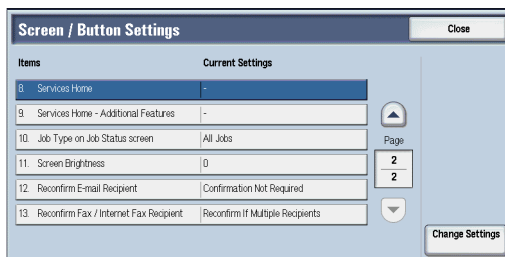 Screen / Button Settings
Close
Items Current Settings
8. Services Home -
9. Services Home - Additional Features -
10. Job Type on Job Status screen All Jobs
11. Screen Brightness 0
12. Reconfirm E-mail Recipient Confirmation Not Required
13. Reconfirm Fax / Internet Fax Recipient Reconfirm If Multiple Recipients
Page
2
2
Change Settings